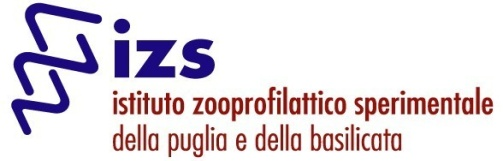 izs
istituto zooprofilattico sperimentale
della puglia e della basilicata